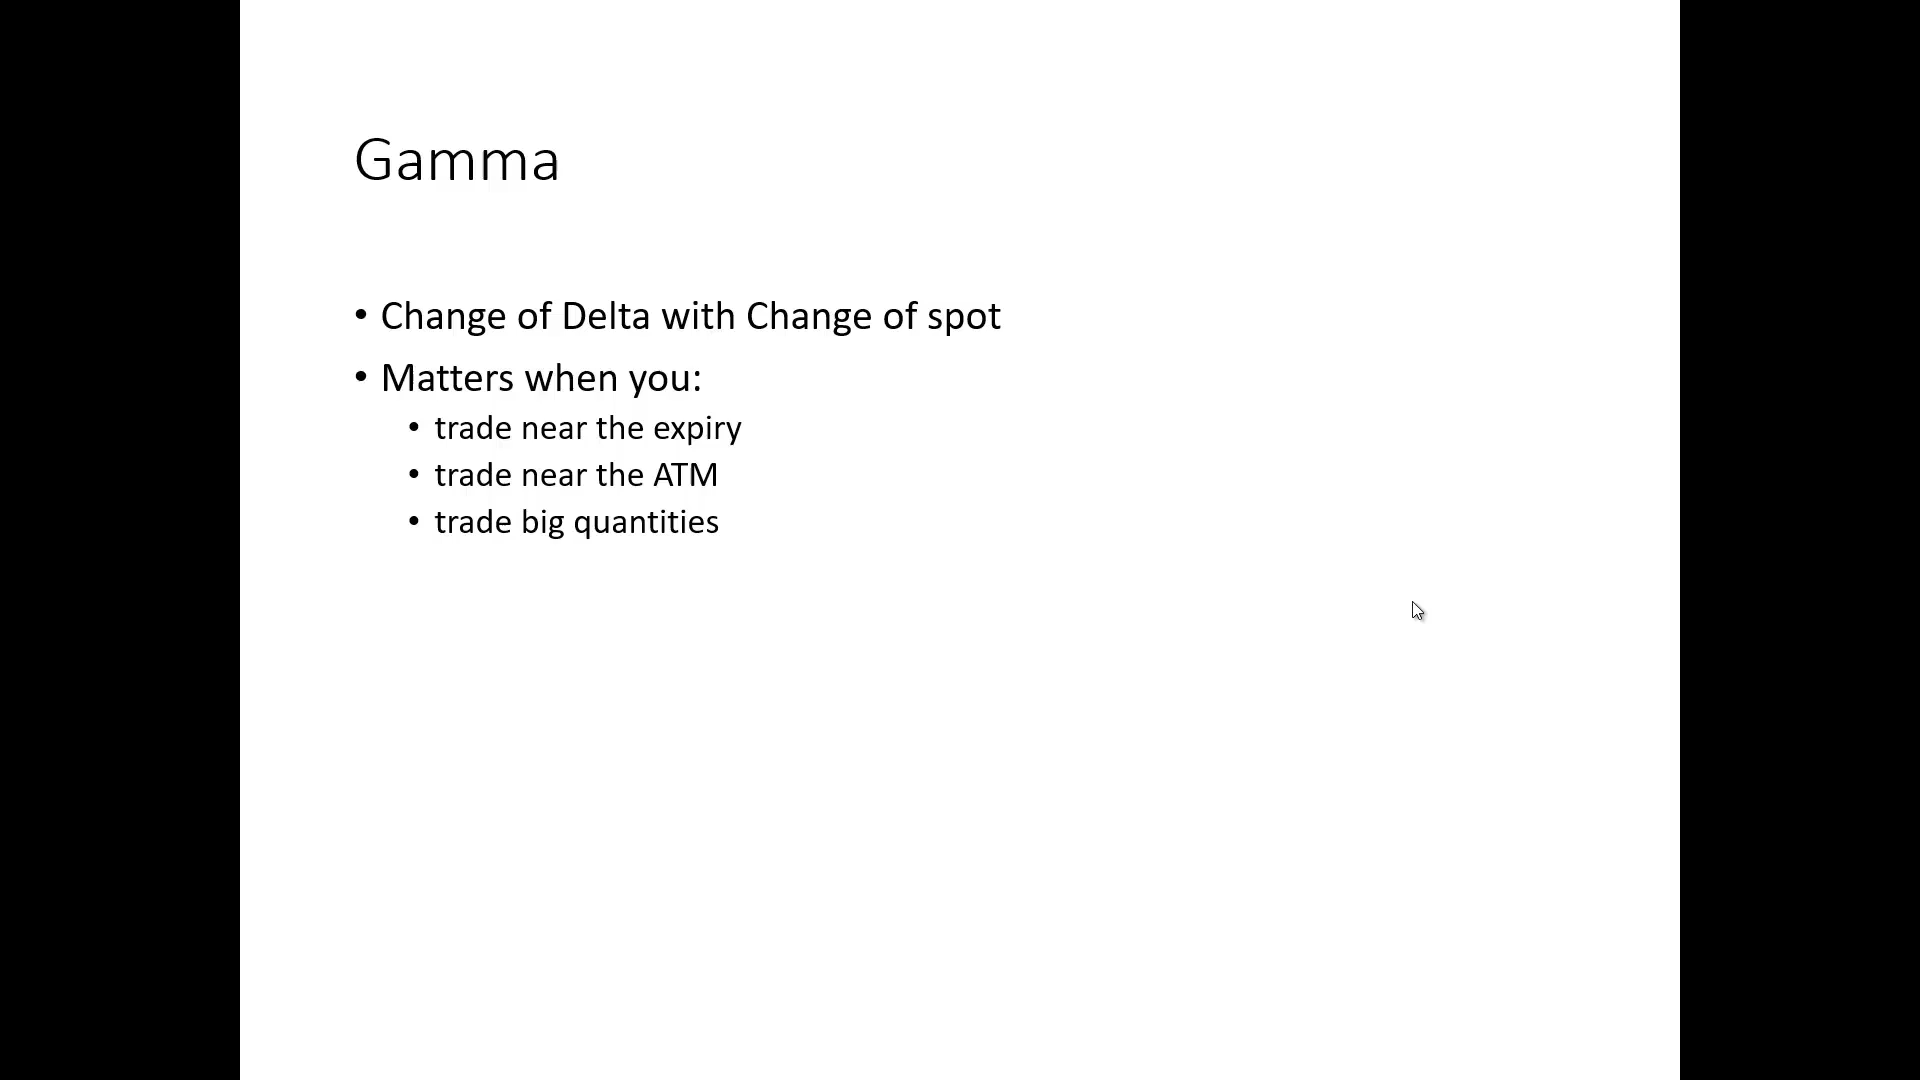 Gamma
• Change of Delta with Change of spot
• Matters when you:
• trade near the expiry
• trade near the ATM
• trade big quantities